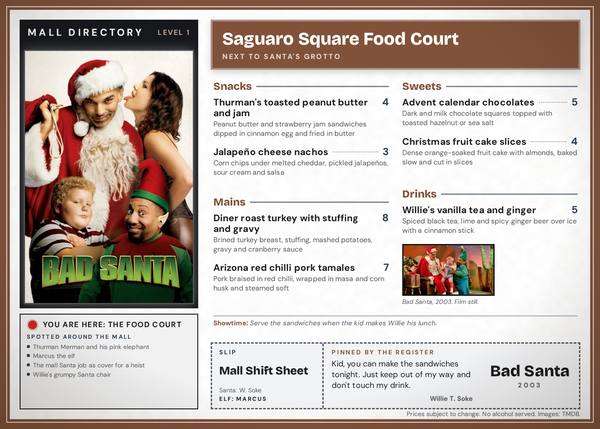 MALL DIRECTORY LEVEL 1
BAD SANTA
YOU ARE HERE: THE FOOD COURT
SPOTTED AROUND THE MALL
Thurman Merman and his pink elephant
Marcus the elf
The mall Santa job as cover for a heist
Willie's grumpy Santa chair
Saguaro Square Food Court
NEXT TO SANTA'S GROTTO
Snacks
Thurman's toasted peanut butter 4
and jam
Peanut butter and strawberry jam sandwiches
dipped in cinnamon egg and fried in butter
Jalapeño cheese nachos 3
Corn chips under melted cheddar, pickled jalapeños,
sour cream and salsa
Mains
Diner roast turkey with stuffing 8
and gravy
Brined turkey breast, stuffing, mashed potatoes,
gravy and cranberry sauce
Arizona red chilli pork tamales 7
Pork braised in red chilli, wrapped in masa and corn
husk and steamed soft
Sweets
Advent calendar chocolates 5
Dark and milk chocolate squares topped with
toasted hazelnut or sea salt
Christmas fruit cake slices 4
Dense orange-soaked fruit cake with almonds, baked
slow and cut in slices
Drinks
Willie's vanilla tea and ginger 5
Spiced black tea, lime and spicy ginger beer over ice
with a cinnamon stick
Bad Santa, 2003. Film still.
Showtime: Serve the sandwiches when the kid makes Willie his lunch.
SLIP
Mall Shift Sheet
Santa: W. Soke
ELF: MARCUS
PINNED BY THE REGISTER
Kid, you can make the sandwiches
tonight. Just keep out of my way and
don't touch my drink.
Willie T. Soke
Bad Santa
2003
Prices subject to change. No alcohol served. Images: TMDB.